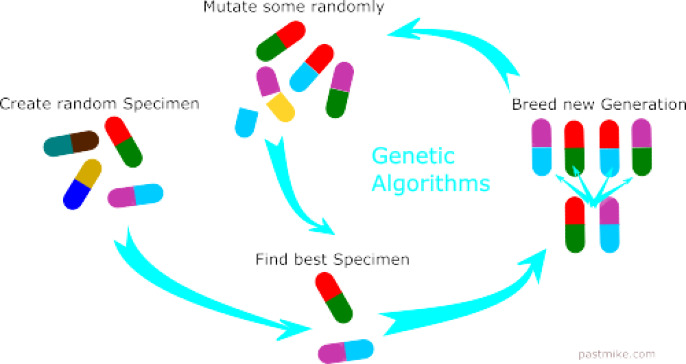 Mutate some randomly
Create random Specimen
Breed new Generation
Genetic
Algorithms
Find best Specimen
pastmike.com